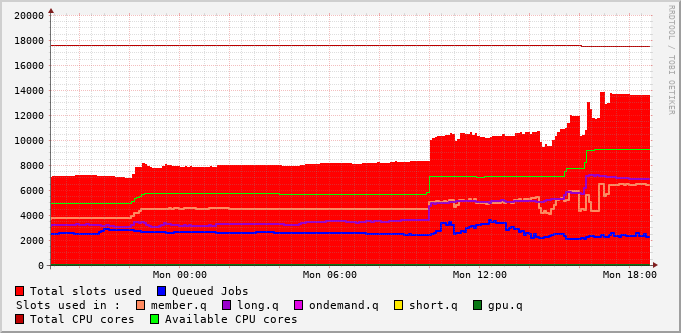 RRDTOOL / TOBI OETIKER
20000
18000
16000
14000
12000
10000
8000
6000
4000
2000
0
Mon 00:00 Mon 06:00 Mon 12:00 Mon 18:00
Total slots used Queued Jobs
Slots used in : member.q long.q ondemand.q short.q gpu.q
Total CPU cores Available CPU cores